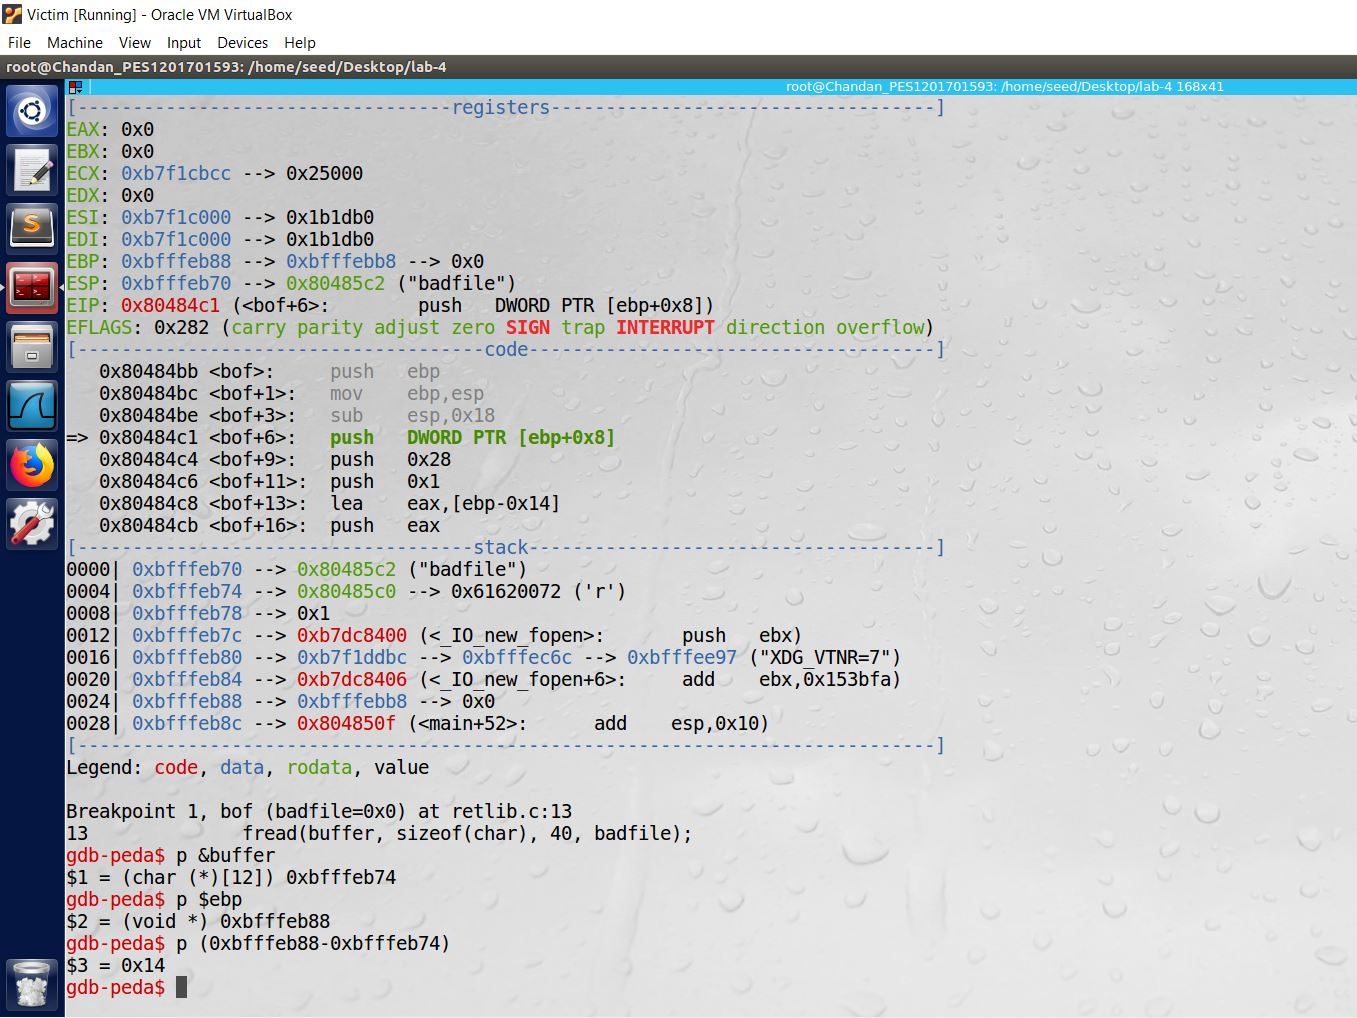 Victim [Running] - Oracle VM VirtualBox
File Machine View Input Devices Help
root@Chandan_PES1201701593: /home/seed/Desktop/lab-4
root@Chandan_PES1201701593: /home/seed/Desktop/lab-4 168x41
[----------------------------------registers-----------------------------------]
EAX: 0x0
EBX: 0x0
ECX: 0xb7f1cbcc --> 0x25000
EDX: 0x0
ESI: 0xb7f1c000 --> 0x1b1db0
EDI: 0xb7f1c000 --> 0x1b1db0
EBP: 0xbfffeb88 --> 0xbfffebb8 --> 0x0
ESP: 0xbfffeb70 --> 0x80485c2 ("badfile")
EIP: 0x80484c1 (<bof+6>: push DWORD PTR [ebp+0x8])
EFLAGS: 0x282 (carry parity adjust zero SIGN trap INTERRUPT direction overflow)
[-------------------------------------code-------------------------------------]
0x80484bb <bof>: push ebp
0x80484bc <bof+1>: mov ebp,esp
0x80484be <bof+3>: sub esp,0x18
=> 0x80484c1 <bof+6>: push DWORD PTR [ebp+0x8]
0x80484c4 <bof+9>: push 0x28
0x80484c6 <bof+11>: push 0x1
0x80484c8 <bof+13>: lea eax,[ebp-0x14]
0x80484cb <bof+16>: push eax
[------------------------------------stack-------------------------------------]
0000| 0xbfffeb70 --> 0x80485c2 ("badfile")
0004| 0xbfffeb74 --> 0x80485c0 --> 0x61620072 ('r')
0008| 0xbfffeb78 --> 0x1
0012| 0xbfffeb7c --> 0xb7dc8400 (<_IO_new_fopen>: push ebx)
0016| 0xbfffeb80 --> 0xb7f1ddbc --> 0xbfffec6c --> 0xbfffee97 ("XDG_VTNR=7")
0020| 0xbfffeb84 --> 0xb7dc8406 (<_IO_new_fopen+6>: add ebx,0x153bfa)
0024| 0xbfffeb88 --> 0xbfffebb8 --> 0x0
0028| 0xbfffeb8c --> 0x804850f (<main+52>: add esp,0x10)
[------------------------------------------------------------------------------]
Legend: code, data, rodata, value
Breakpoint 1, bof (badfile=0x0) at retlib.c:13
13 fread(buffer, sizeof(char), 40, badfile);
gdb-peda$ p &buffer
$1 = (char (*)[12]) 0xbfffeb74
gdb-peda$ p $ebp
$2 = (void *) 0xbfffeb88
gdb-peda$ p (0xbfffeb88-0xbfffeb74)
$3 = 0x14
gdb-peda$